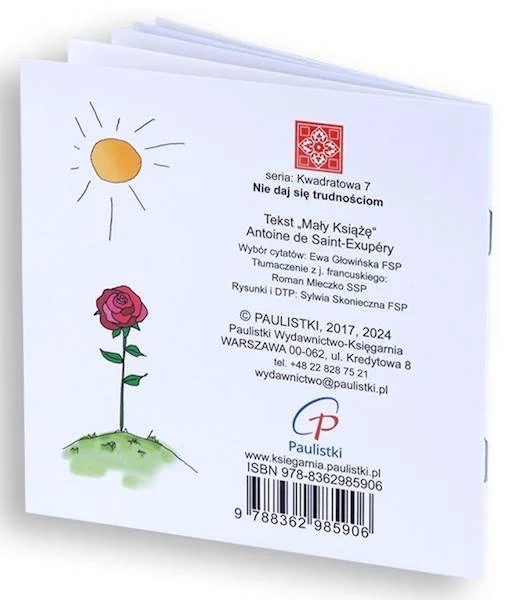 seria: Kwadratowa 7
Nie daj się trudnościom
Tekst „Mały Książę"
Antoine de Saint-Exupéry
Wybór cytatów: Ewa Głowińska FSP
Tłumaczenie z j. francuskiego:
Roman Mleczko SSP
Rysunki i DTP: Sylwia Skonieczna FSP
© PAULISTKI, 2017, 2024
Paulistki Wydawnictwo-Księgarnia
WARSZAWA 00-062, ul. Kredytowa 8
tel. +48 22 828 75 21
wydawnictwo@paulistki.pl
Paulistki
www.ksiegarnia.paulistki.pl
ISBN 978-8362985906
9 788362 985906